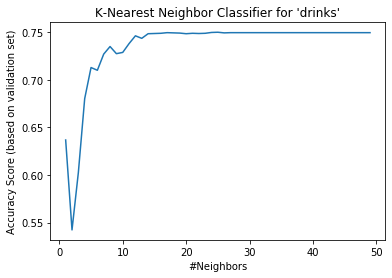 K-Nearest Neighbor Classifier for 'drinks'
Accuracy Score (based on validation set)
0.75
0.70
0.65
0.60
0.55
0 10 20 30 40 50
#Neighbors